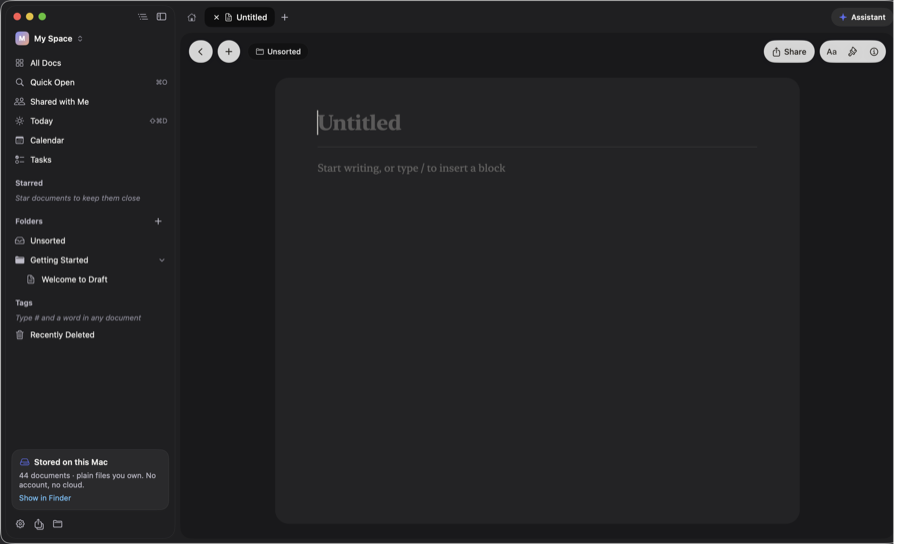 Untitled
Assistant
M My Space
Unsorted
Share
Aa
All Docs
Quick Open ⌘O
Shared with Me
Today ⇧⌘D
Calendar
Tasks
Starred
Star documents to keep them close
Folders
Unsorted
Getting Started
Welcome to Draft
Tags
Type # and a word in any document
Recently Deleted
Stored on this Mac
44 documents · plain files you own. No
account, no cloud.
Show in Finder
Untitled
Start writing, or type / to insert a block